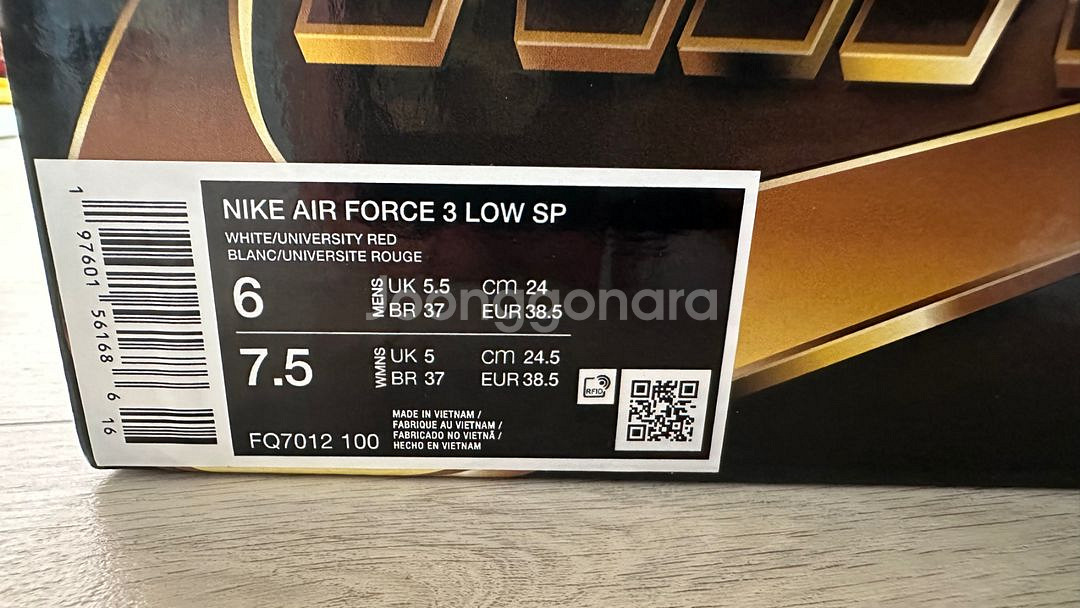 NIKE AIR FORCE 3 LOW SP
WHITE/UNIVERSITY RED
BLANC/UNIVERSITE ROUGE
6
MENS
UK 5.5 cm 24
BR 37 EUR 38.5
7.5
WMNS
UK 5 cm 24.5
BR 37 EUR 38.5
RFID
FQ7012 100
MADE IN VIETNAM /
FABRIQUE AU VIETNAM /
FABRICADO NO VIETNÃ /
HECHO EN VIETNAM
1 97601 56168 6 16
Joonggonara